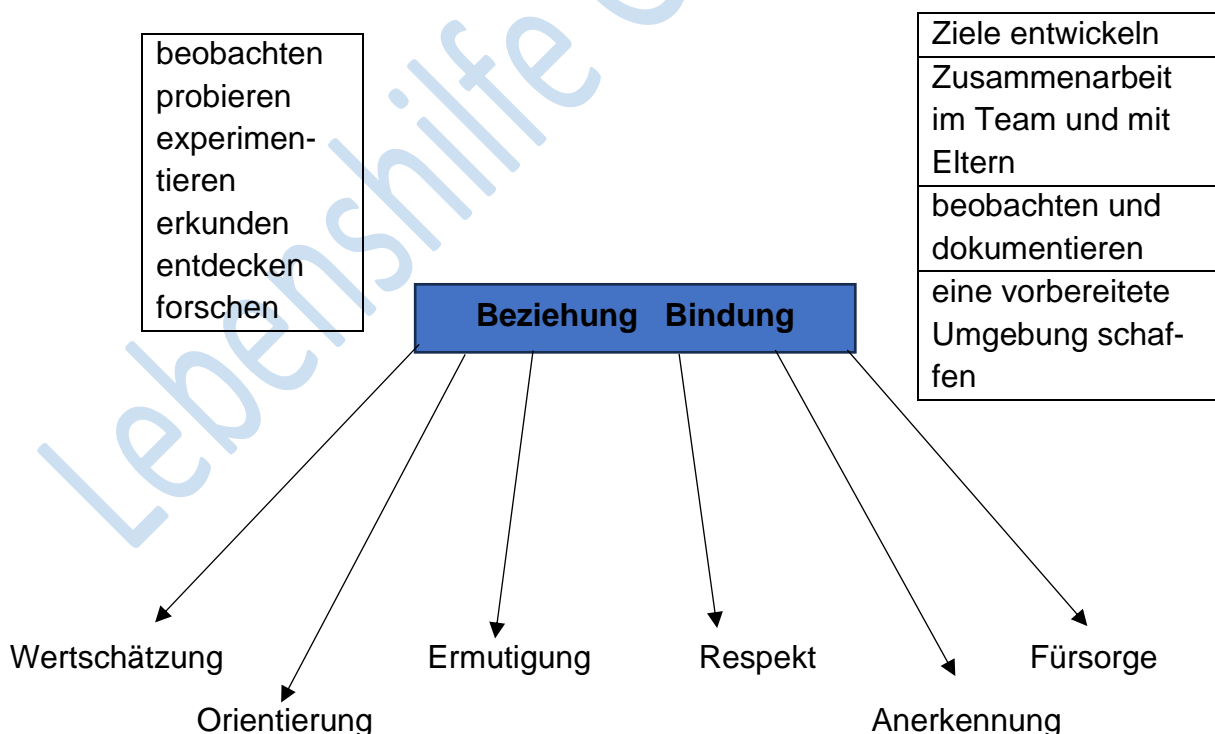 beobachten
probieren
experimen-
tieren
erkunden
entdecken
forschen
Ziele entwickeln
Zusammenarbeit
im Team und mit
Eltern
beobachten und
dokumentieren
eine vorbereitete
Umgebung schaf-
fen
Beziehung Bindung
Wertschätzung
Ermutigung
Respekt
Fürsorge
Orientierung
Anerkennung
Lebenshilfe